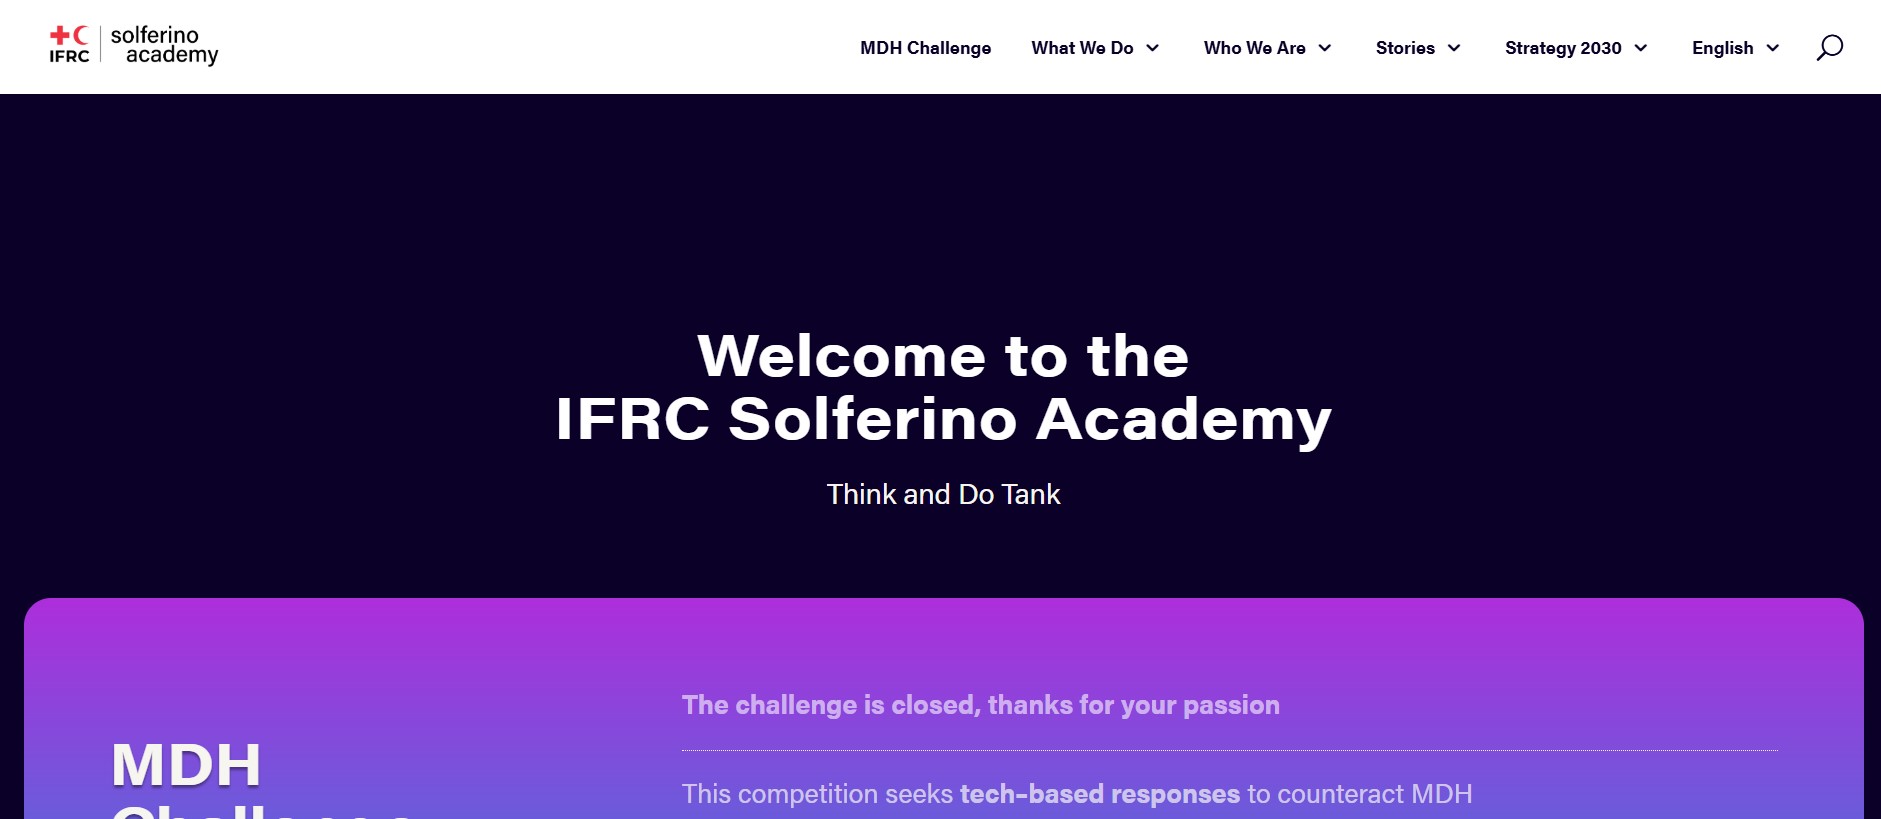 IFRC
solferino
academy
MDH Challenge
What We Do
Who We Are
Stories
Strategy 2030
English
Welcome to the
IFRC Solferino Academy
Think and Do Tank
MDH
Challenge
The challenge is closed, thanks for your passion
This competition seeks tech-based responses to counteract MDH